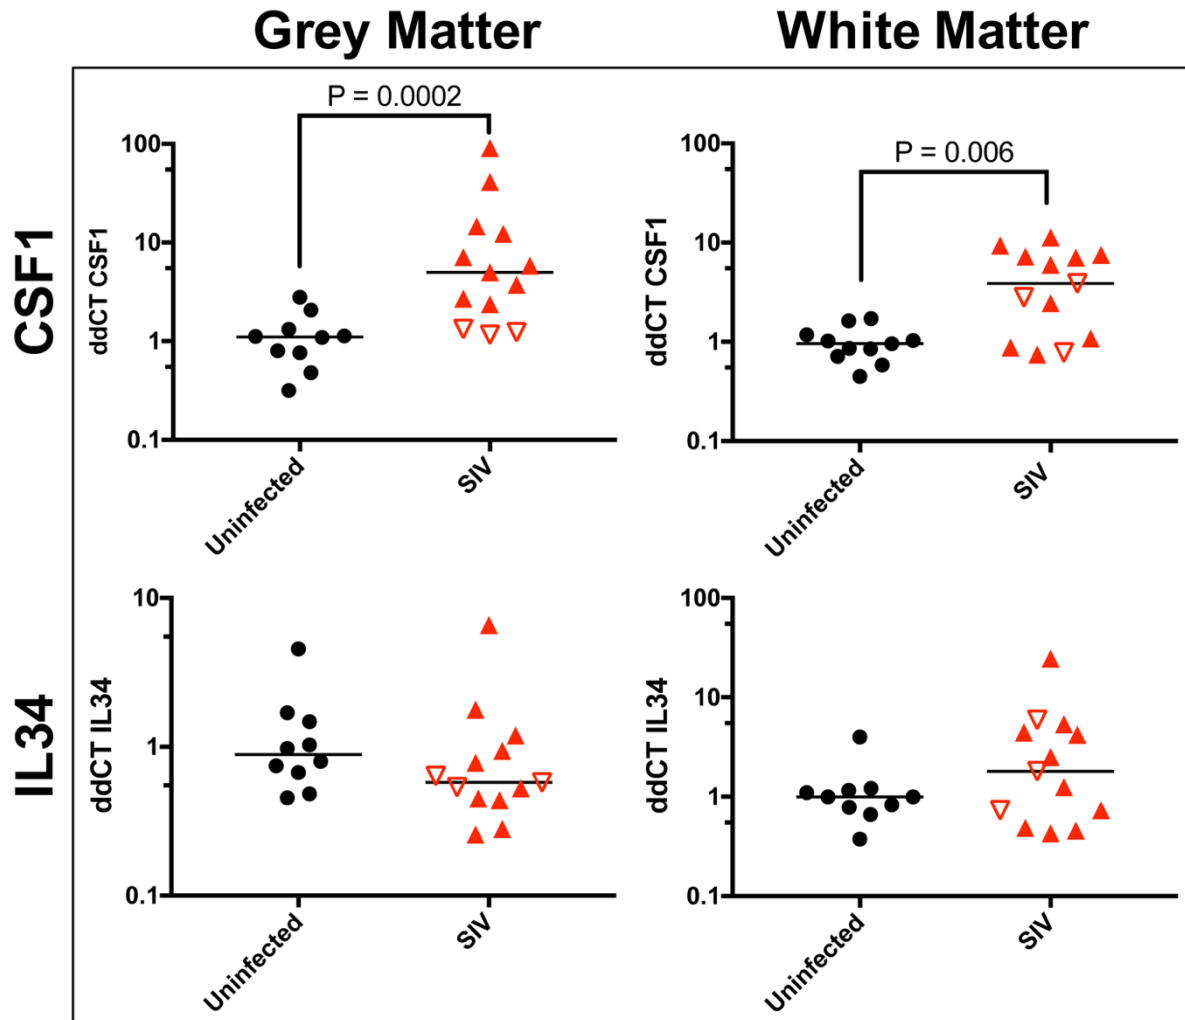 Grey Matter
White Matter
CSF1
P = 0.0002
ddCT CSF1
100
10
1
0.1
Uninfected
SIV
P = 0.006
ddCT CSF1
100
10
1
0.1
Uninfected
SIV
IL34
ddCT IL34
10
1
0.1
Uninfected
SIV
ddCT IL34
100
10
1
0.1
Uninfected
SIV